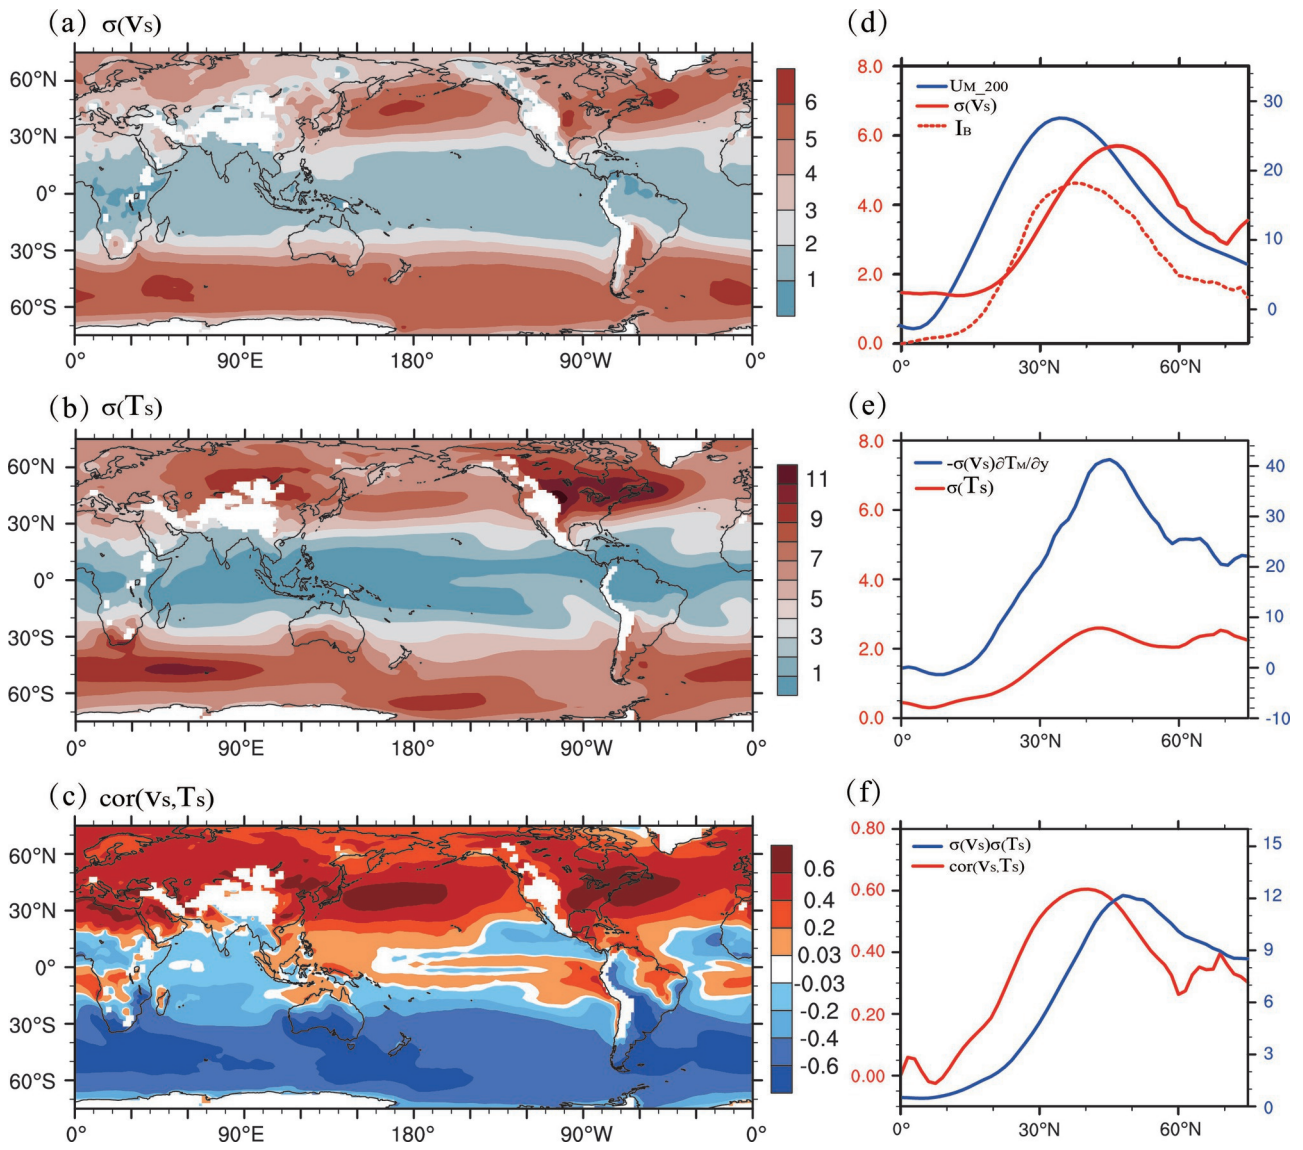 (a) σ(Vs)
60°N
30°N
0°
30°S
60°S
0° 90°E 180° 90°W 0°
6
5
4
3
2
1
(d)
8.0
6.0
4.0
2.0
0.0
UM_200
σ(Vs)
IB
30
20
10
0
0° 30°N 60°N
(b) σ(Ts)
60°N
30°N
0°
30°S
60°S
0° 90°E 180° 90°W 0°
11
9
7
5
3
1
(e)
8.0
6.0
4.0
2.0
0.0
-σ(Vs)∂TM/∂y
σ(Ts)
40
30
20
10
0
-10
0° 30°N 60°N
(c) cor(Vs,Ts)
60°N
30°N
0°
30°S
60°S
0° 90°E 180° 90°W 0°
0.6
0.4
0.2
0.03
-0.03
-0.2
-0.4
-0.6
(f)
0.80
0.60
0.40
0.20
0.00
σ(Vs)σ(Ts)
cor(Vs,Ts)
15
12
9
6
3
0
0° 30°N 60°N